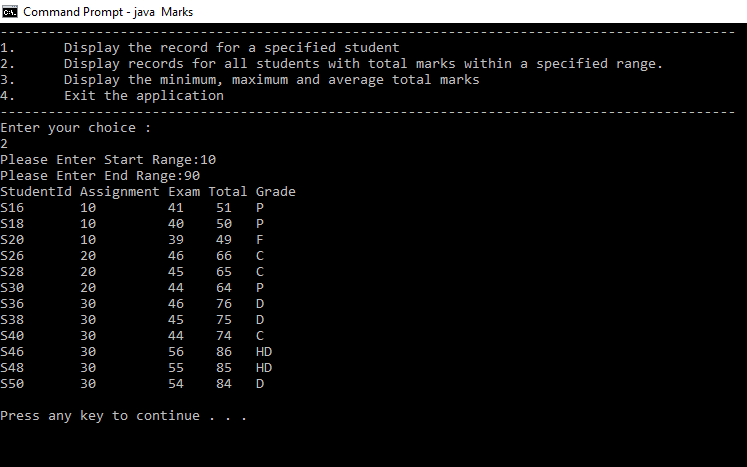 Command Prompt - java Marks
--------------------------------------------------------------------------------------------
1. Display the record for a specified student
2. Display records for all students with total marks within a specified range.
3. Display the minimum, maximum and average total marks
4. Exit the application
--------------------------------------------------------------------------------------------
Enter your choice :
2
Please Enter Start Range:10
Please Enter End Range:90
StudentId Assignment Exam Total Grade
S16 10 41 51 P
S18 10 40 50 P
S20 10 39 49 F
S26 20 46 66 C
S28 20 45 65 C
S30 20 44 64 P
S36 30 46 76 D
S38 30 45 75 D
S40 30 44 74 C
S46 30 56 86 HD
S48 30 55 85 HD
S50 30 54 84 D
Press any key to continue . . .